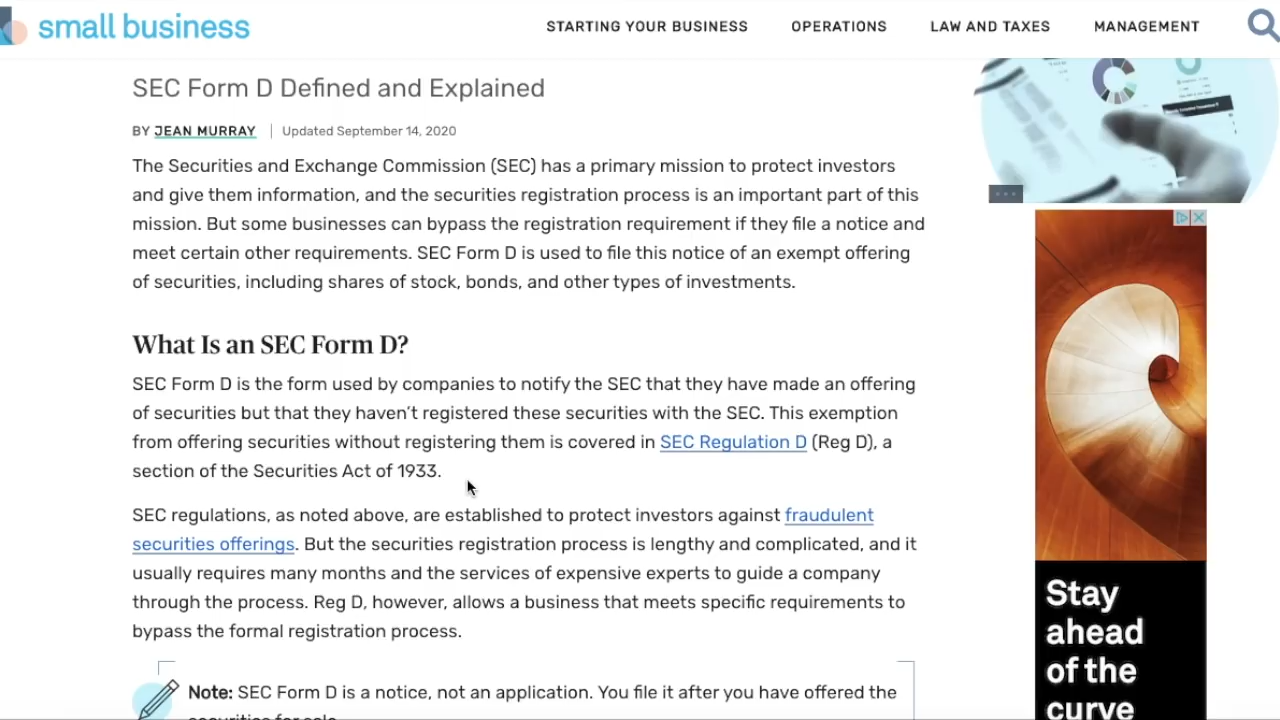 small business
STARTING YOUR BUSINESS
OPERATIONS
LAW AND TAXES
MANAGEMENT
SEC Form D Defined and Explained
BY JEAN MURRAY
Updated September 14, 2020
The Securities and Exchange Commission (SEC) has a primary mission to protect investors
and give them information, and the securities registration process is an important part of this
mission. But some businesses can bypass the registration requirement if they file a notice and
meet certain other requirements. SEC Form D is used to file this notice of an exempt offering
of securities, including shares of stock, bonds, and other types of investments.
What Is an SEC Form D?
SEC Form D is the form used by companies to notify the SEC that they have made an offering
of securities but that they haven't registered these securities with the SEC. This exemption
from offering securities without registering them is covered in SEC Regulation D (Reg D), a
section of the Securities Act of 1933.
SEC regulations, as noted above, are established to protect investors against fraudulent
securities offerings. But the securities registration process is lengthy and complicated, and it
usually requires many months and the services of expensive experts to guide a company
through the process. Reg D, however, allows a business that meets specific requirements to
bypass the formal registration process.
Note: SEC Form D is a notice, not an application. You file it after you have offered the
securities for sale.
Stay
ahead
of the
curve